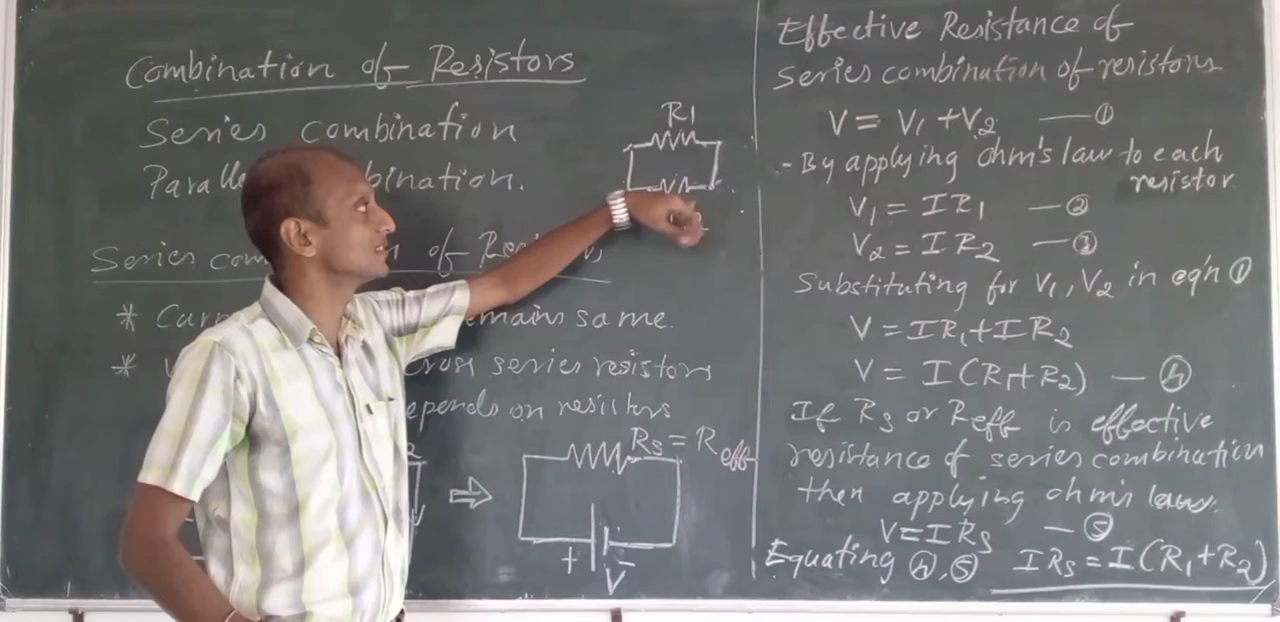 Combination of Resistors
Series combination
Paralle bination.
Series com of Res
* Curr mains same.
* V cross series resistors
epends on resistors
R1
Rs = Reff
+
V
Effective Resistance of
series combination of resistors
V = V1 + V2 — ①
- By applying ohm's law to each
resistor
V1 = IR1 — ②
V2 = IR2 — ③
Substituting for V1, V2 in eq'n ①
V = IR1 + IR2
V = I(R1 + R2) — ④
If Rs or Reff is effective
resistance of series combination
then applying ohm's law.
V = IRs — ⑤
Equating ④, ⑤ IRs = I(R1 + R2)